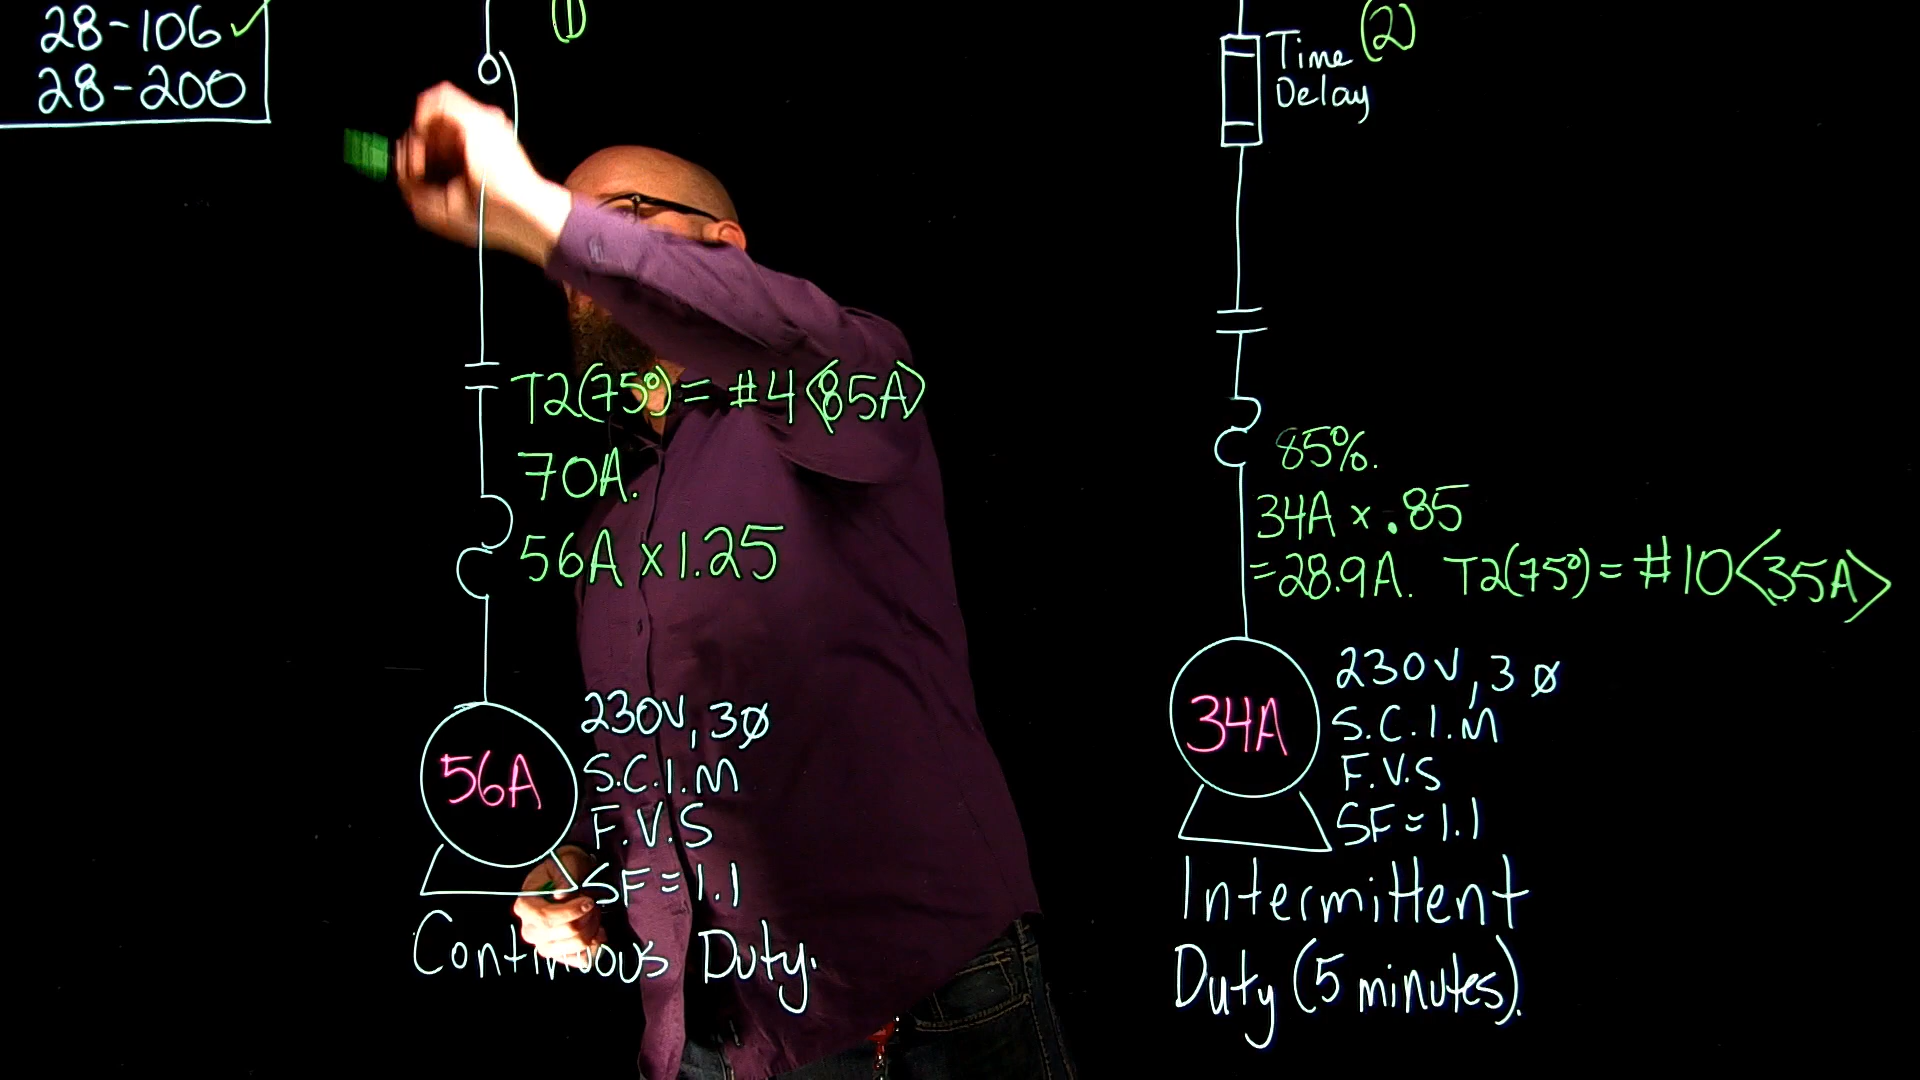 28-106 ✓
28-200
(1)
T2(75°) = #4 <85A>
70A.
56A x 1.25
56A
230V, 3Ø
S.C.I.M
F.V.S
SF = 1.1
Continuous Duty.
Time (2)
Delay
85%.
34A x .85
=28.9A. T2(75°) = #10 <35A>
34A
230V, 3Ø
S.C.I.M
F.V.S
SF = 1.1
Intermittent
Duty (5 minutes).